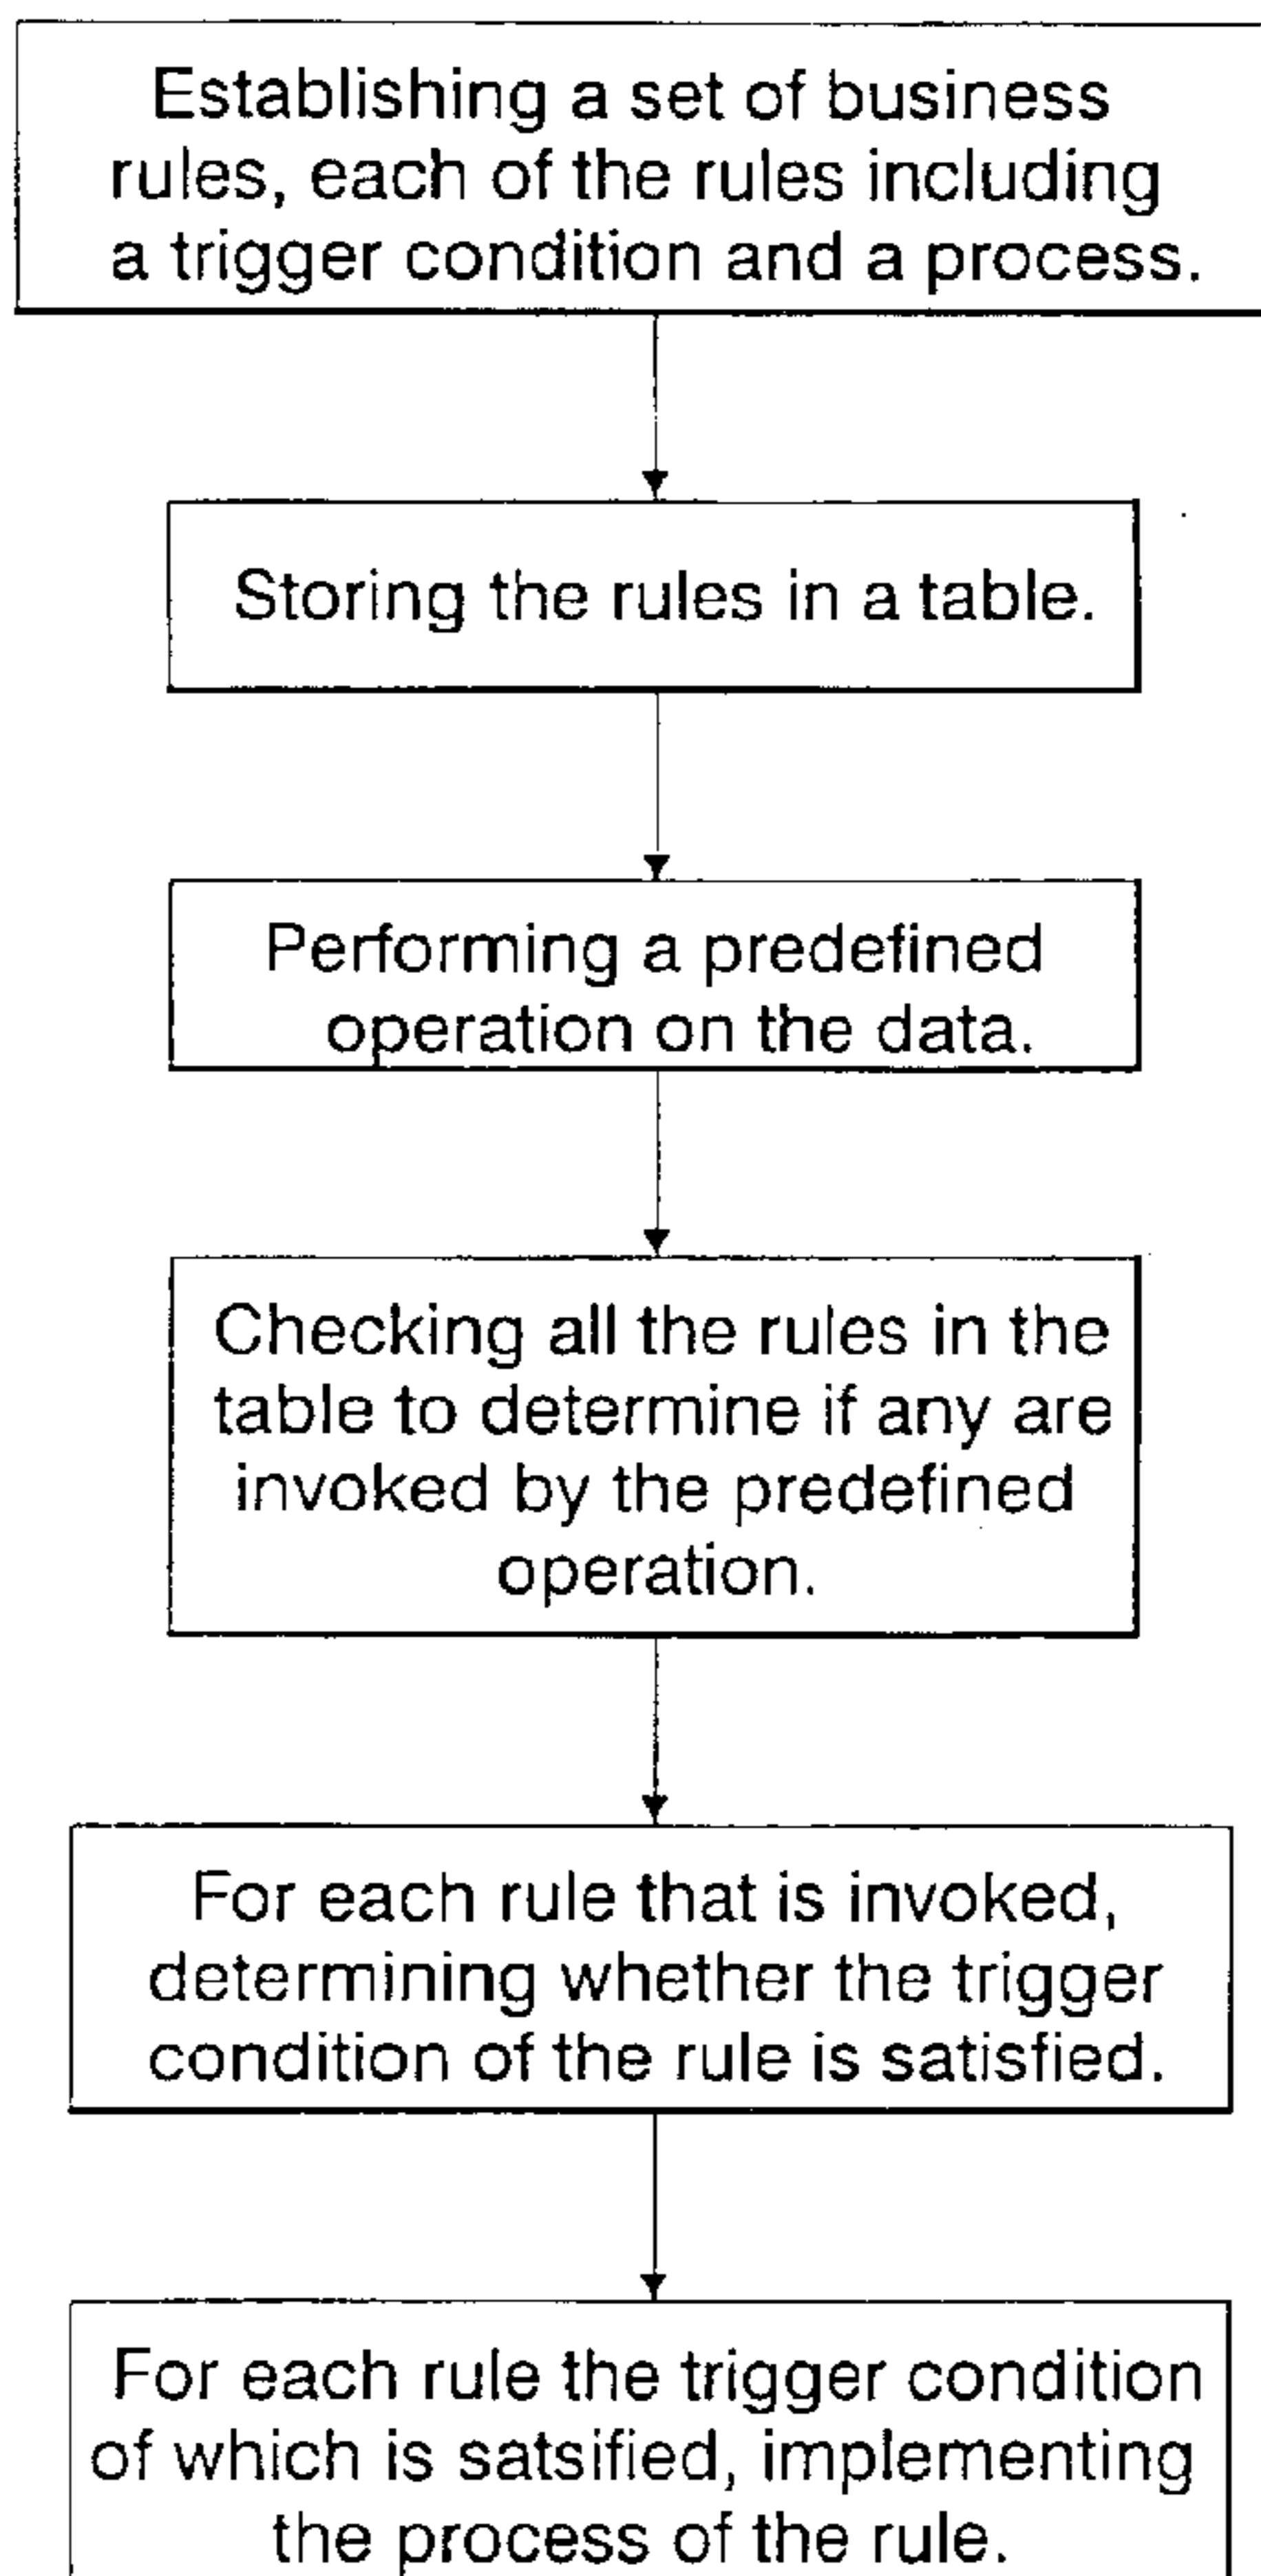 Establishing a set of business
rules, each of the rules including
a trigger condition and a process.
Storing the rules in a table.
Performing a predefined
operation on the data.
Checking all the rules in the
table to determine if any are
invoked by the predefined
operation.
For each rule that is invoked,
determining whether the trigger
condition of the rule is satisfied.
For each rule the trigger condition
of which is satsified, implementing
the process of the rule.